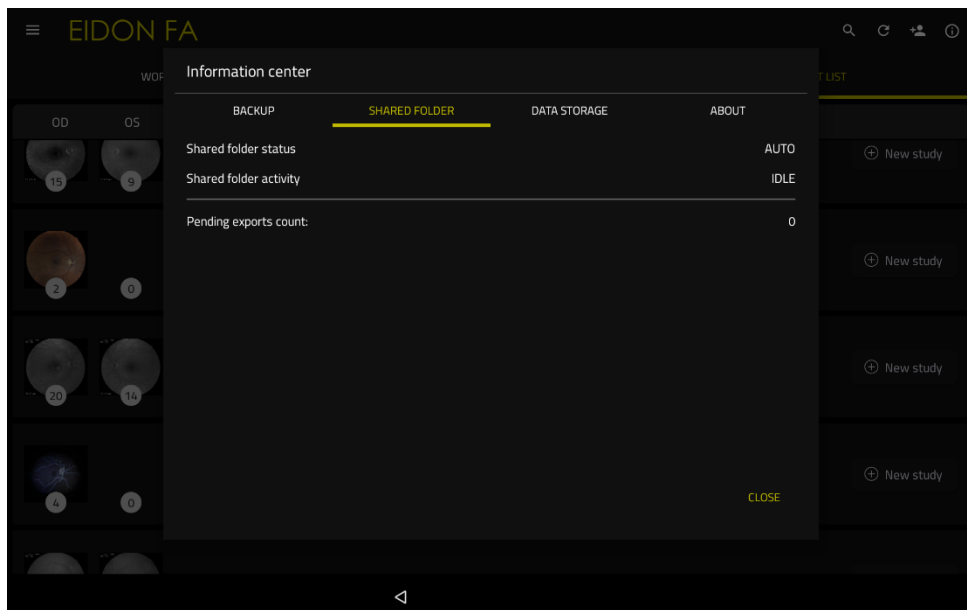 EIDON FA
WOR
T LIST
Information center
BACKUP SHARED FOLDER DATA STORAGE ABOUT
OD OS
Shared folder status AUTO
Shared folder activity IDLE
Pending exports count: 0
15 9 New study
2 0 New study
20 14 New study
4 0 New study
CLOSE